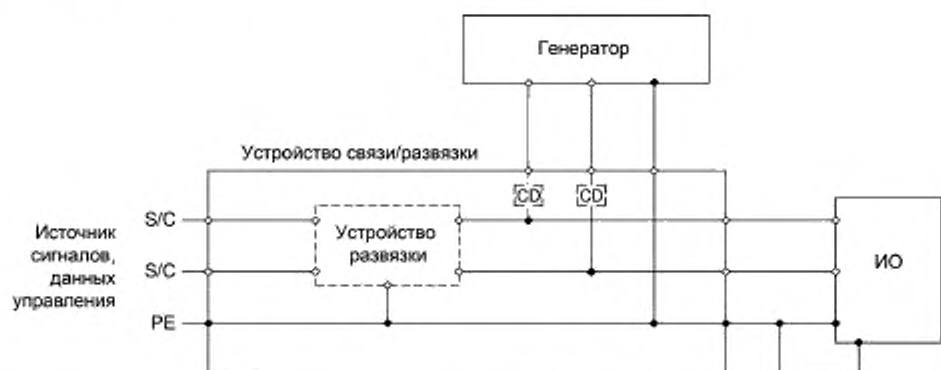 Генератор
Устройство связи/развязки
CD
CD
S/C
Устройство
развязки
Источник
сигналов,
данных
управления
S/C
ИО
PE